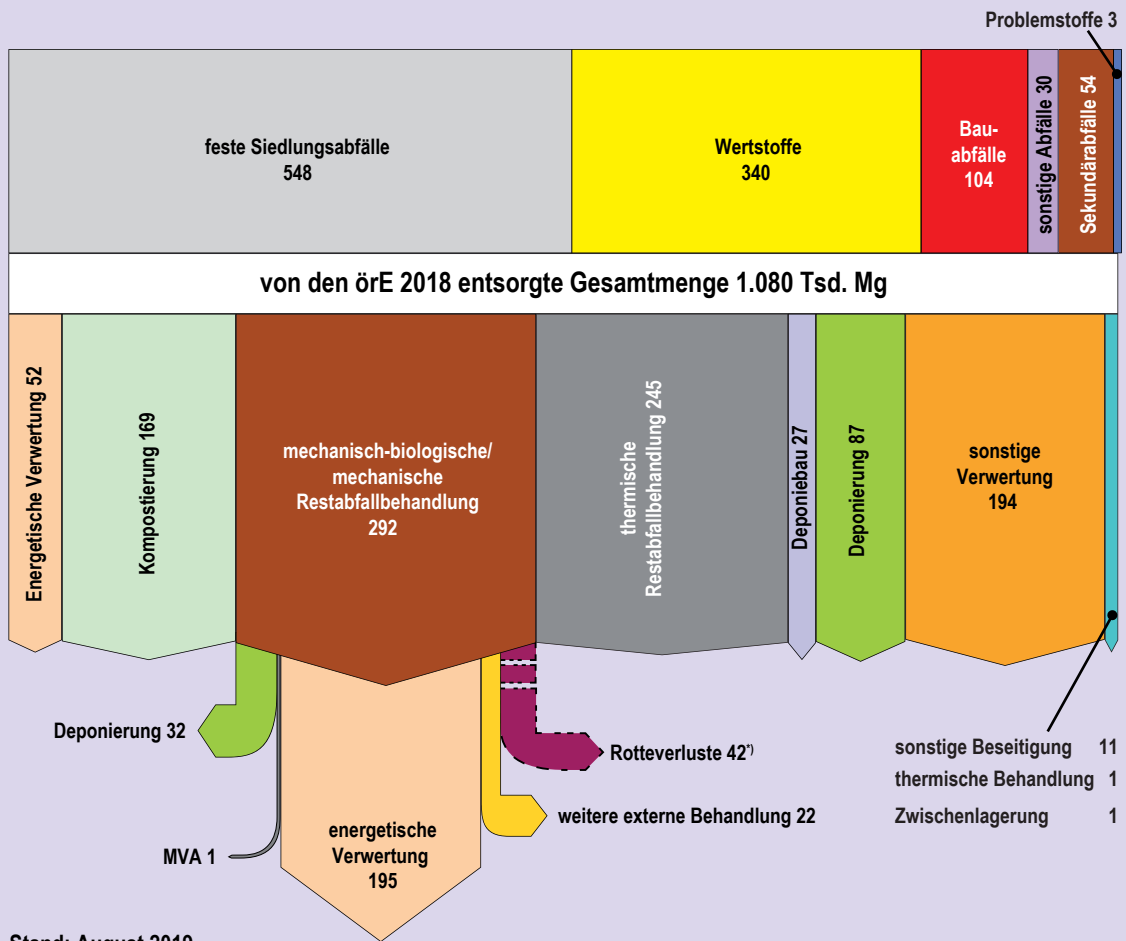 Problemstoffe 3
feste Siedlungsabfälle
548
Wertstoffe
340
Bau-
abfälle
104
sonstige Abfälle 30
Sekundärabfälle 54
von den örE 2018 entsorgte Gesamtmenge 1.080 Tsd. Mg
Energetische Verwertung 52
Kompostierung 169
mechanisch-biologische/
mechanische
Restabfallbehandlung
292
thermische
Restabfallbehandlung 245
Deponiebau 27
Deponierung 87
sonstige
Verwertung
194
Deponierung 32
Rotteverluste 42*)
sonstige Beseitigung 11
thermische Behandlung 1
Zwischenlagerung 1
weitere externe Behandlung 22
energetische
Verwertung
195
MVA 1